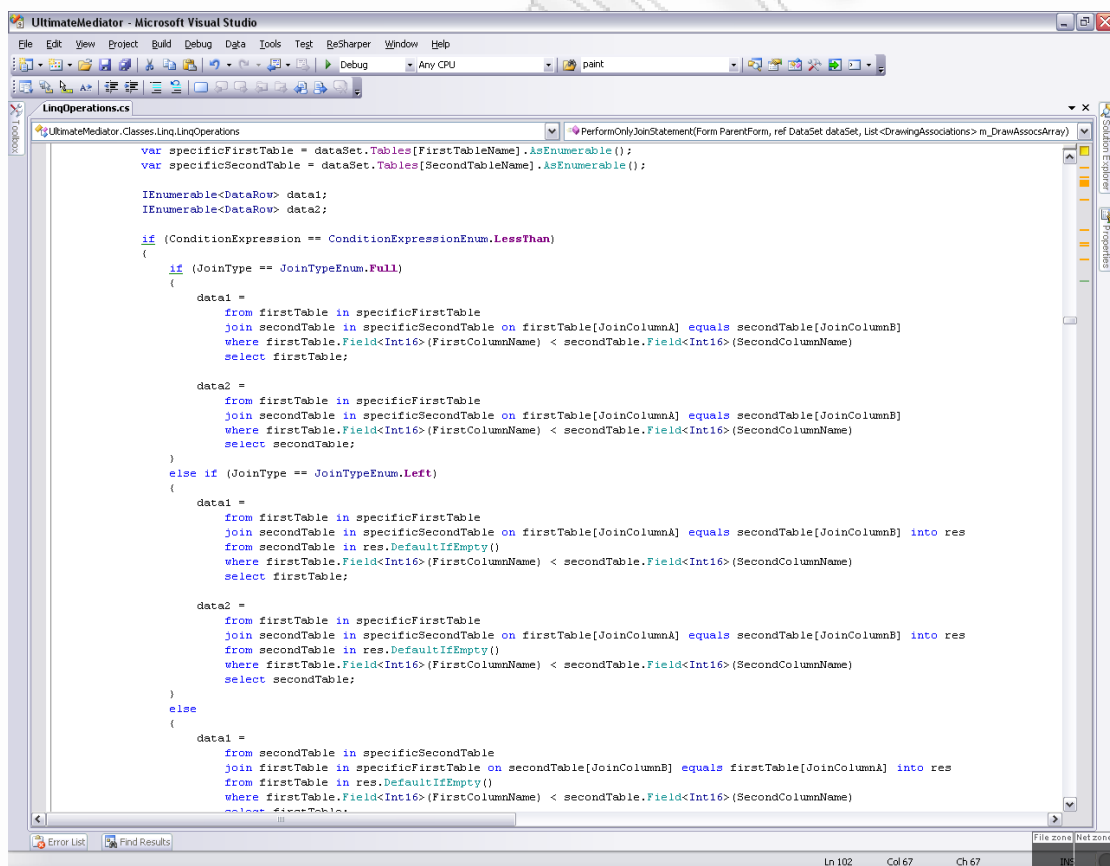 UltimateMediator - Microsoft Visual Studio
File Edit View Project Build Debug Data Tools Test ReSharper Window Help
Debug Any CPU paint
LinqOperations.cs
UltimateMediator.Classes.Linq.LinqOperations PerformOnlyJoinStatement(Form ParentForm, ref DataSet dataSet, List<DrawingAssociations> m_DrawAssocsArray)
Toolbox
Solution Explorer
Properties
var specificFirstTable = dataSet.Tables[FirstTableName].AsEnumerable();
var specificSecondTable = dataSet.Tables[SecondTableName].AsEnumerable();
IEnumerable<DataRow> data1;
IEnumerable<DataRow> data2;
if (ConditionExpression == ConditionExpressionEnum.LessThan)
{
if (JoinType == JoinTypeEnum.Full)
{
data1 =
from firstTable in specificFirstTable
join secondTable in specificSecondTable on firstTable[JoinColumnA] equals secondTable[JoinColumnB]
where firstTable.Field<Int16>(FirstColumnName) < secondTable.Field<Int16>(SecondColumnName)
select firstTable;
data2 =
from firstTable in specificFirstTable
join secondTable in specificSecondTable on firstTable[JoinColumnA] equals secondTable[JoinColumnB]
where firstTable.Field<Int16>(FirstColumnName) < secondTable.Field<Int16>(SecondColumnName)
select secondTable;
}
else if (JoinType == JoinTypeEnum.Left)
{
data1 =
from firstTable in specificFirstTable
join secondTable in specificSecondTable on firstTable[JoinColumnA] equals secondTable[JoinColumnB] into res
from secondTable in res.DefaultIfEmpty()
where firstTable.Field<Int16>(FirstColumnName) < secondTable.Field<Int16>(SecondColumnName)
select firstTable;
data2 =
from firstTable in specificFirstTable
join secondTable in specificSecondTable on firstTable[JoinColumnA] equals secondTable[JoinColumnB] into res
from secondTable in res.DefaultIfEmpty()
where firstTable.Field<Int16>(FirstColumnName) < secondTable.Field<Int16>(SecondColumnName)
select secondTable;
}
else
{
data1 =
from secondTable in specificSecondTable
join firstTable in specificFirstTable on secondTable[JoinColumnB] equals firstTable[JoinColumnA] into res
from firstTable in res.DefaultIfEmpty()
where firstTable.Field<Int16>(FirstColumnName) < secondTable.Field<Int16>(SecondColumnName)
select firstTable;
Error List Find Results
File zone Net zone
Ln 102 Col 67 Ch 67 INS